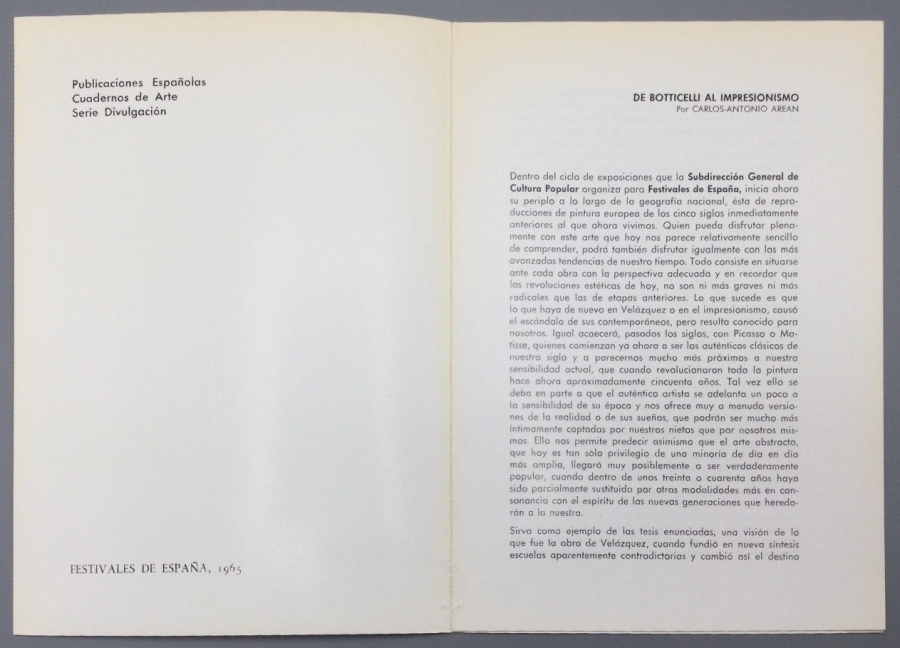 Publicaciones Españolas
Cuadernos de Arte
Serie Divulgación
FESTIVALES DE ESPAÑA, 1965
DE BOTTICELLI AL IMPRESIONISMO
Por CARLOS-ANTONIO AREAN
Dentro del ciclo de exposiciones que la Subdirección General de
Cultura Popular organiza para Festivales de España, inicia ahora
su periplo a lo largo de la geografía nacional, ésta de repro-
ducciones de pintura europea de los cinco siglos inmediatamente
anteriores al que ahora vivimos. Quien pueda disfrutar plena-
mente con este arte que hoy nos parece relativamente sencillo
de comprender, podrá también disfrutar igualmente con las más
avanzadas tendencias de nuestro tiempo. Todo consiste en situarse
ante cada obra con la perspectiva adecuada y en recordar que
las revoluciones estéticas de hoy, no son ni más graves ni más
radicales que las de etapas anteriores. Lo que sucede es que
lo que haya de nuevo en Velázquez o en el impresionismo, causó
el escándalo de sus contemporáneos, pero resulta conocido para
nosotros. Igual acaecerá, pasados los siglos, con Picasso o Ma-
tisse, quienes comienzan ya ahora a ser los auténticos clásicos de
nuestro siglo y a parecernos mucho más próximos a nuestra
sensibilidad actual, que cuando revolucionaron toda la pintura
hace ahora aproximadamente cincuenta años. Tal vez ello se
deba en parte a que el auténtico artista se adelanta un poco a
la sensibilidad de su época y nos ofrece muy a menudo versio-
nes de la realidad o de sus sueños, que podrán ser mucho más
íntimamente captadas por nuestros nietos que por nosotros mis-
mos. Ello nos permite predecir asimismo que el arte abstracto,
que hoy es tan sólo privilegio de una minoría de día en día
más amplia, llegará muy posiblemente a ser verdaderamente
popular, cuando dentro de unos treinta o cuarenta años haya
sido parcialmente sustituido por otras modalidades más en con-
sonancia con el espíritu de las nuevas generaciones que hereda-
rán a la nuestra.
Sirva como ejemplo de las tesis enunciadas, una visión de lo
que fue la obra de Velázquez, cuando fundió en nueva síntesis
escuelas aparentemente contradictorias y cambió así el destino